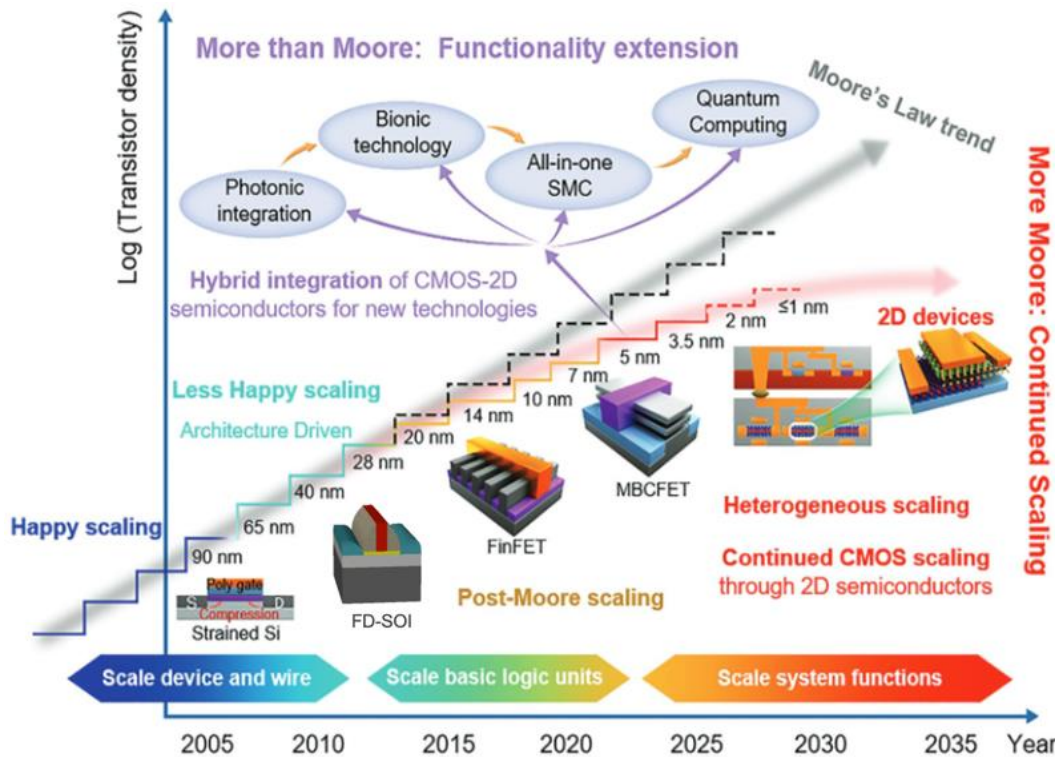 More than Moore: Functionality extension
Log (Transistor density)
Moore's Law trend
More Moore: Continued Scaling
Photonic
integration
Bionic
technology
All-in-one
SMC
Quantum
Computing
Hybrid integration of CMOS-2D
semiconductors for new technologies
Less Happy scaling
Architecture Driven
Happy scaling
90 nm
65 nm
40 nm
28 nm
20 nm
14 nm
10 nm
7 nm
5 nm
3.5 nm
2 nm
≤1 nm
2D devices
Poly gate
S
D
Compression
Strained Si
FD-SOI
FinFET
MBCFET
Post-Moore scaling
Heterogeneous scaling
Continued CMOS scaling
through 2D semiconductors
Scale device and wire
Scale basic logic units
Scale system functions
2005 2010 2015 2020 2025 2030 2035 Year